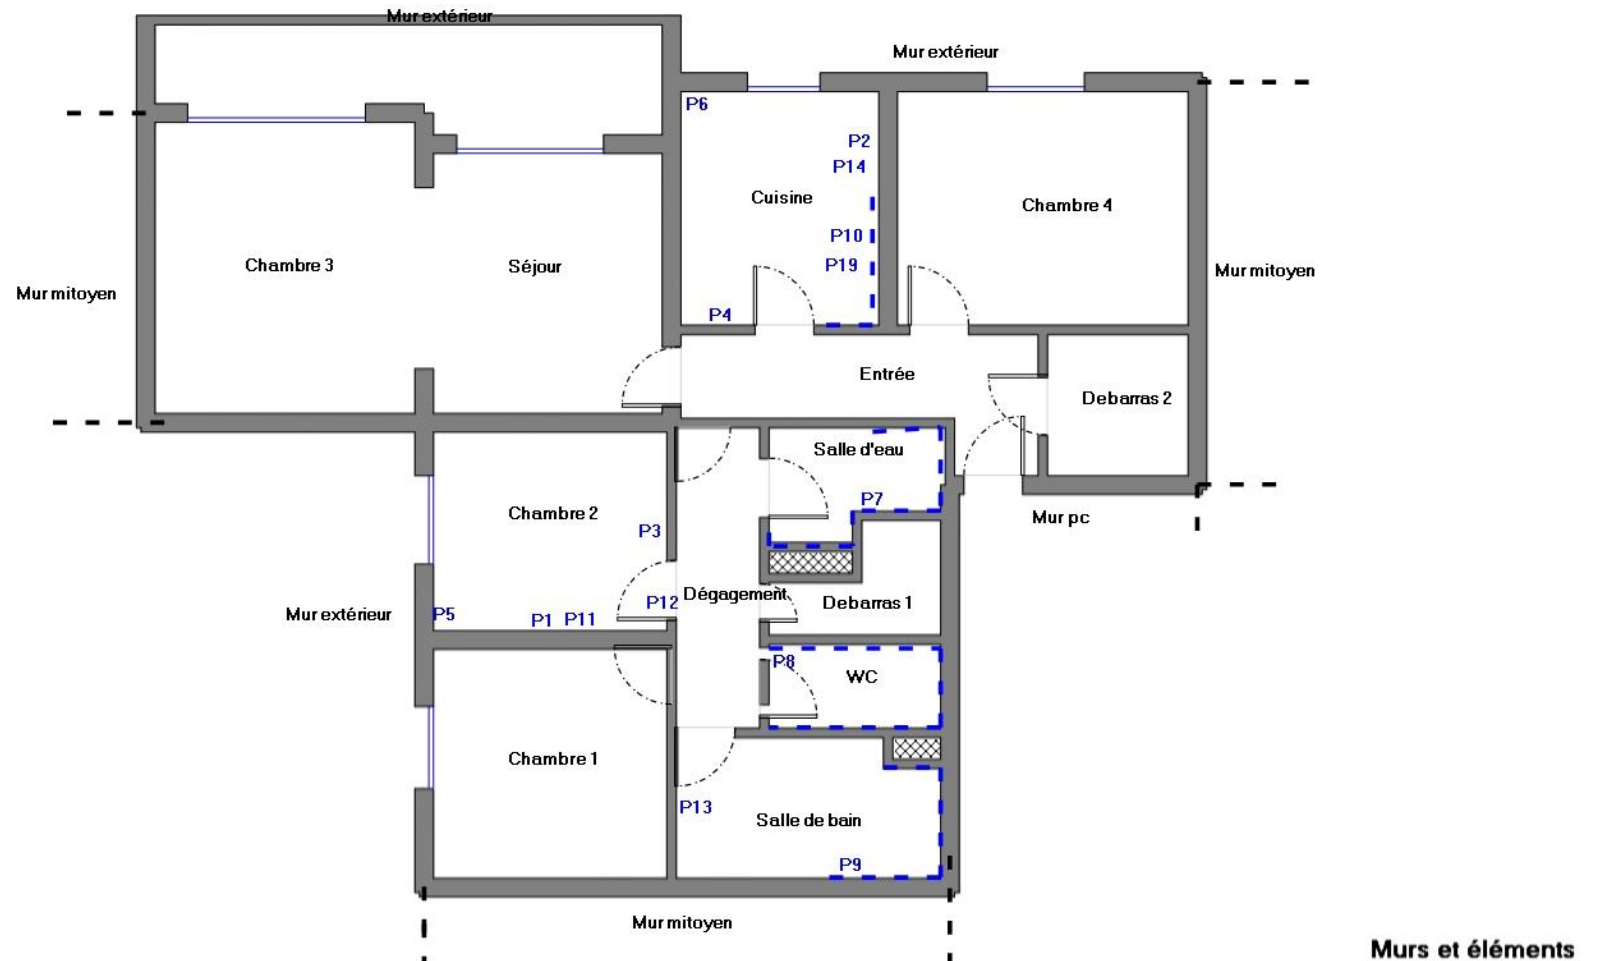 Mur extérieur
Mur extérieur
P6
P2
P14
Cuisine
Chambre 4
P10
P19
Chambre 3
Séjour
Mur mitoyen
Mur mitoyen
P4
Entrée
Debarras 2
Salle d'eau
P7
Chambre 2
P3
Mur pc
Dégagement
P12
Debarras 1
Mur extérieur
P5
P1
P11
P8
WC
Chambre 1
P13
Salle de bain
P9
Mur mitoyen
Murs et éléments